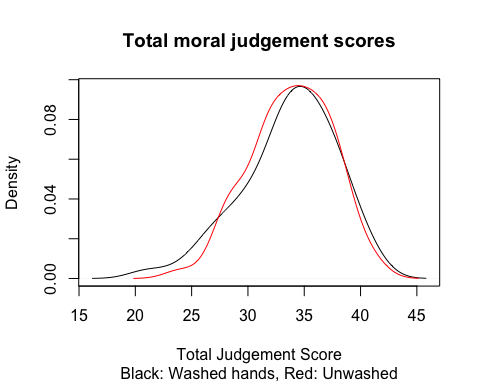 Total moral judgement scores
Density
0.00 0.04 0.08
15 20 25 30 35 40 45
Total Judgement Score
Black: Washed hands, Red: Unwashed